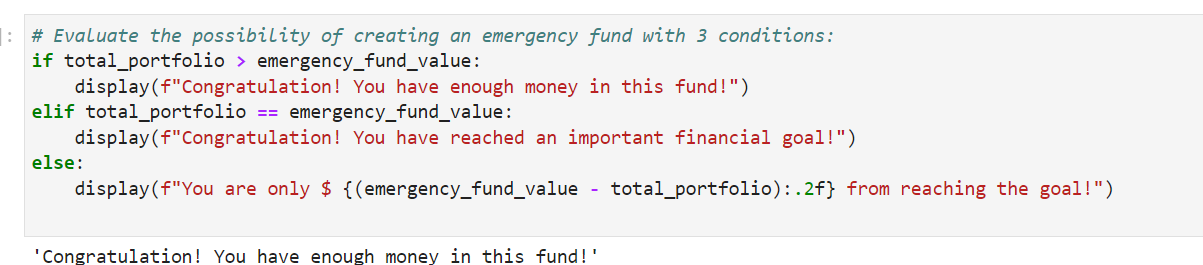 ]: # Evaluate the possibility of creating an emergency fund with 3 conditions:
if total_portfolio > emergency_fund_value:
    display(f"Congratulation! You have enough money in this fund!")
elif total_portfolio == emergency_fund_value:
    display(f"Congratulation! You have reached an important financial goal!")
else:
    display(f"You are only $ {(emergency_fund_value - total_portfolio):.2f} from reaching the goal!")
'Congratulation! You have enough money in this fund!'